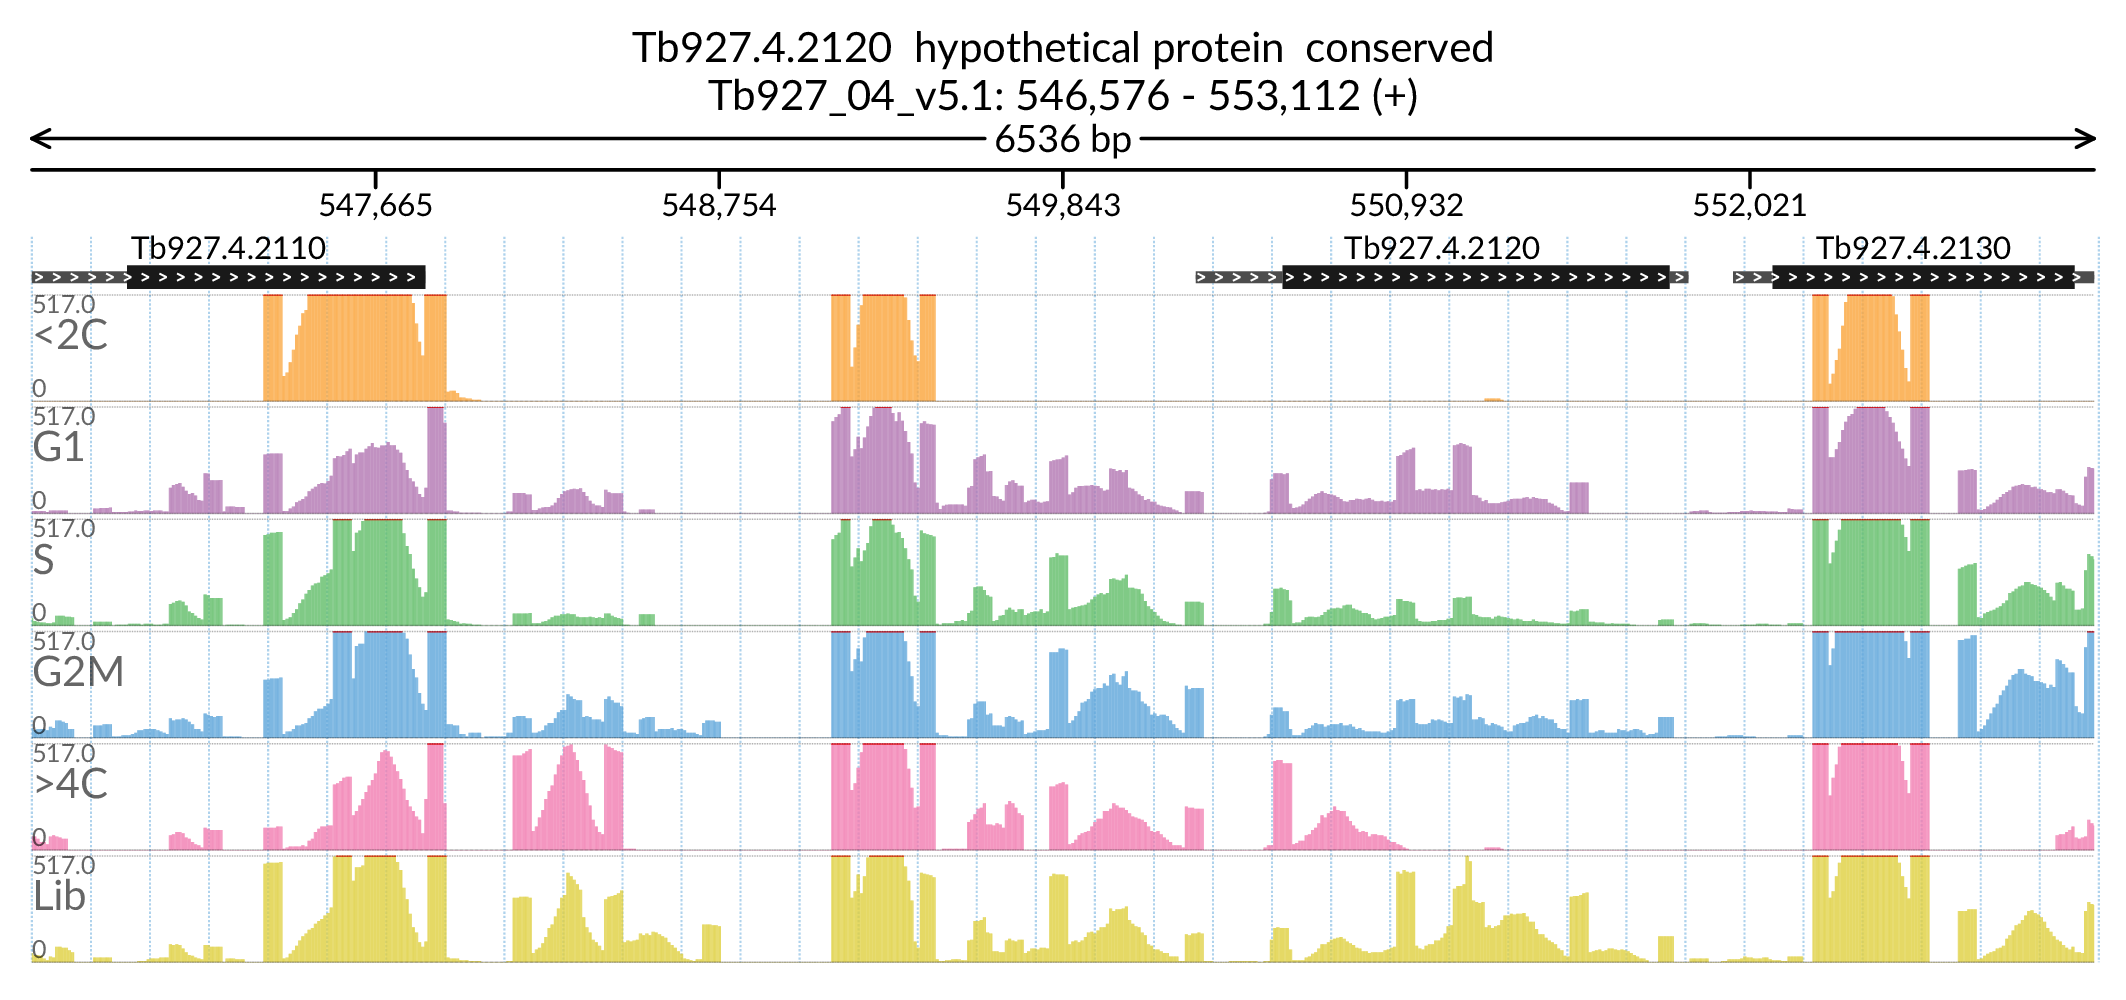 Tb927.4.2120 hypothetical protein conserved
Tb927_04_v5.1: 546,576 - 553,112 (+)
6536 bp
547,665 548,754 549,843 550,932 552,021
Tb927.4.2110 Tb927.4.2120 Tb927.4.2130
517.0
<2C
0
517.0
G1
0
517.0
S
0
517.0
G2M
0
517.0
>4C
0
517.0
Lib
0